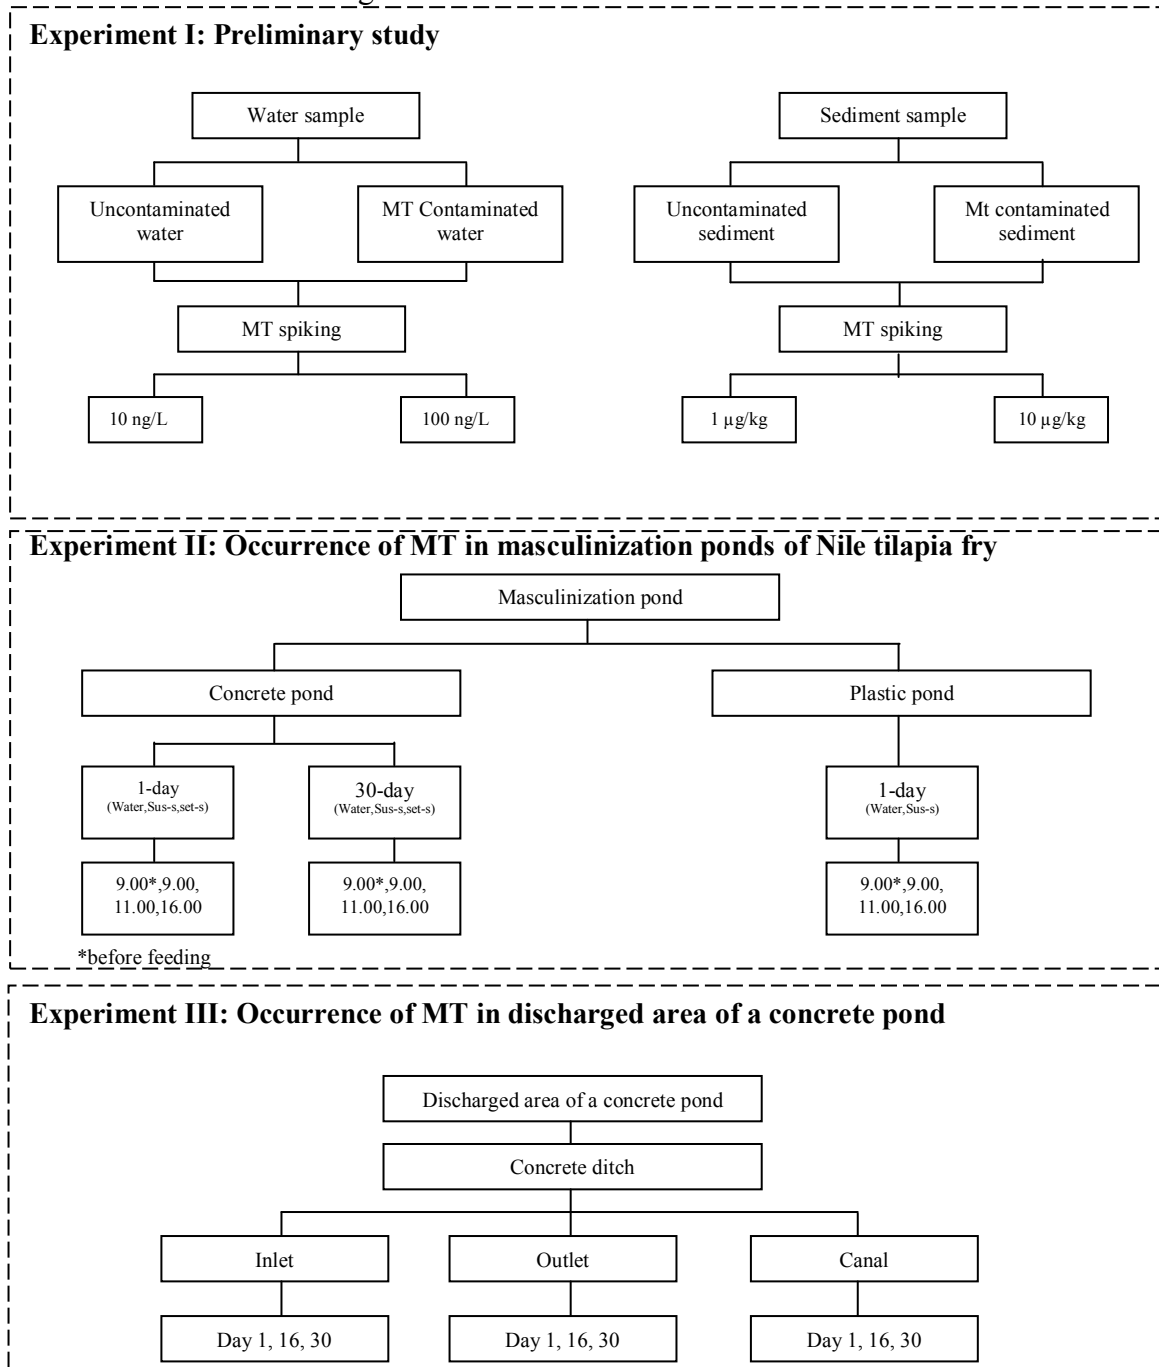 Experiment I: Preliminary study
Water sample
Sediment sample
Uncontaminated
water
MT Contaminated
water
Uncontaminated
sediment
Mt contaminated
sediment
MT spiking
MT spiking
10 ng/L
100 ng/L
1 µg/kg
10 µg/kg
Experiment II: Occurrence of MT in masculinization ponds of Nile tilapia fry
Masculinization pond
Concrete pond
Plastic pond
1-day
(Water,Sus-s,set-s)
30-day
(Water,Sus-s,set-s)
1-day
(Water,Sus-s)
9.00*,9.00,
11.00,16.00
9.00*,9.00,
11.00,16.00
9.00*,9.00,
11.00,16.00
*before feeding
Experiment III: Occurrence of MT in discharged area of a concrete pond
Discharged area of a concrete pond
Concrete ditch
Inlet
Outlet
Canal
Day 1, 16, 30
Day 1, 16, 30
Day 1, 16, 30